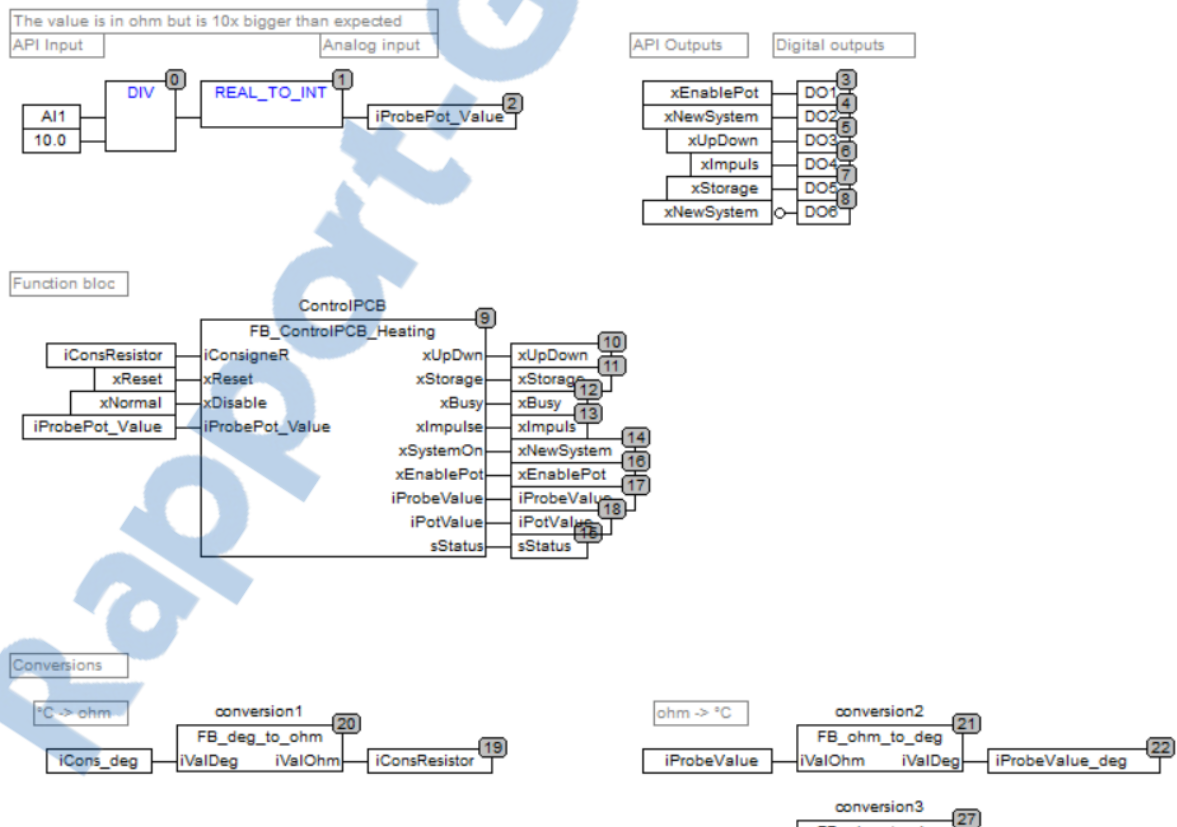 The value is in ohm but is 10x bigger than expected
API Input
Analog input
0
DIV
1
REAL_TO_INT
2
AI1
10.0
iProbePot_Value
API Outputs
Digital outputs
3
xEnablePot DO1
4
xNewSystem DO2
5
xUpDown DO3
6
xImpuls DO4
7
xStorage DO5
8
xNewSystem DO6
Function bloc
ControlPCB
9
FB_ControlPCB_Heating
10
iConsResistor iConsigneR xUpDwn xUpDown
11
xReset xReset xStorage xStorage
12
xNormal xDisable xBusy xBusy
13
iProbePot_Value iProbePot_Value xImpulse xImpuls
14
xSystemOn xNewSystem
16
xEnablePot xEnablePot
17
iProbeValue iProbeValue
18
iPotValue iPotValue
15
sStatus sStatus
Conversions
°C -> ohm
conversion1
20
FB_deg_to_ohm
19
iCons_deg iValDeg iValOhm iConsResistor
ohm -> °C
conversion2
21
FB_ohm_to_deg
22
iProbeValue iValOhm iValDeg iProbeValue_deg
conversion3
27
Rapport-G